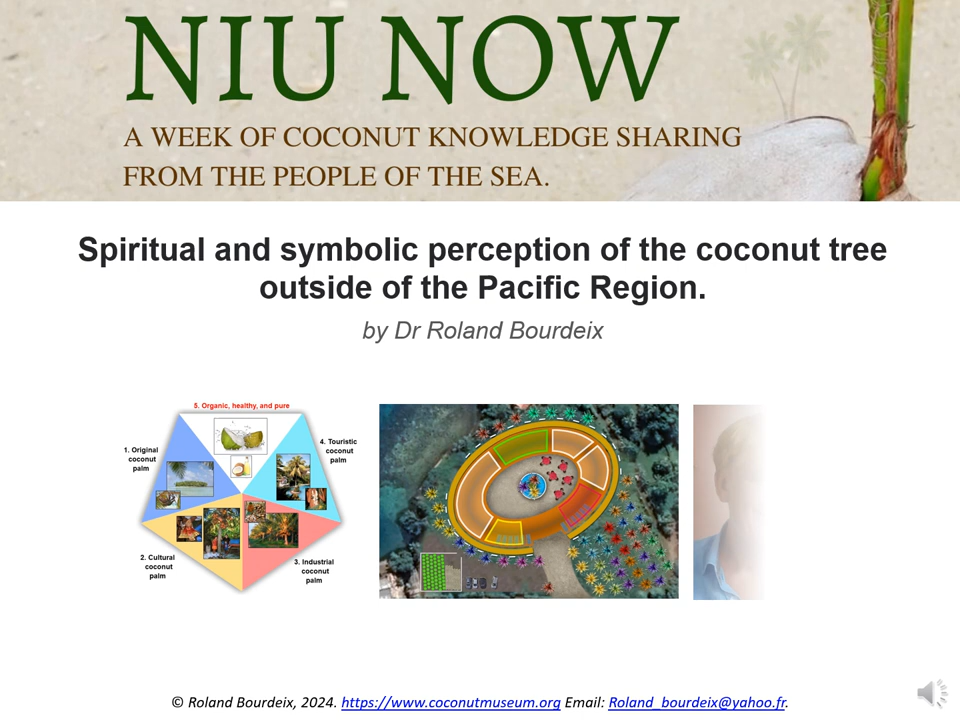 NIU NOW
A WEEK OF COCONUT KNOWLEDGE SHARING
FROM THE PEOPLE OF THE SEA.
Spiritual and symbolic perception of the coconut tree
outside of the Pacific Region.
by Dr Roland Bourdeix
5. Organic, healthy, and pure
1. Original
coconut
palm
4. Touristic
coconut
palm
2. Cultural
coconut
palm
3. Industrial
coconut
palm
© Roland Bourdeix, 2024. https://www.coconutmuseum.org Email: Roland_bourdeix@yahoo.fr.